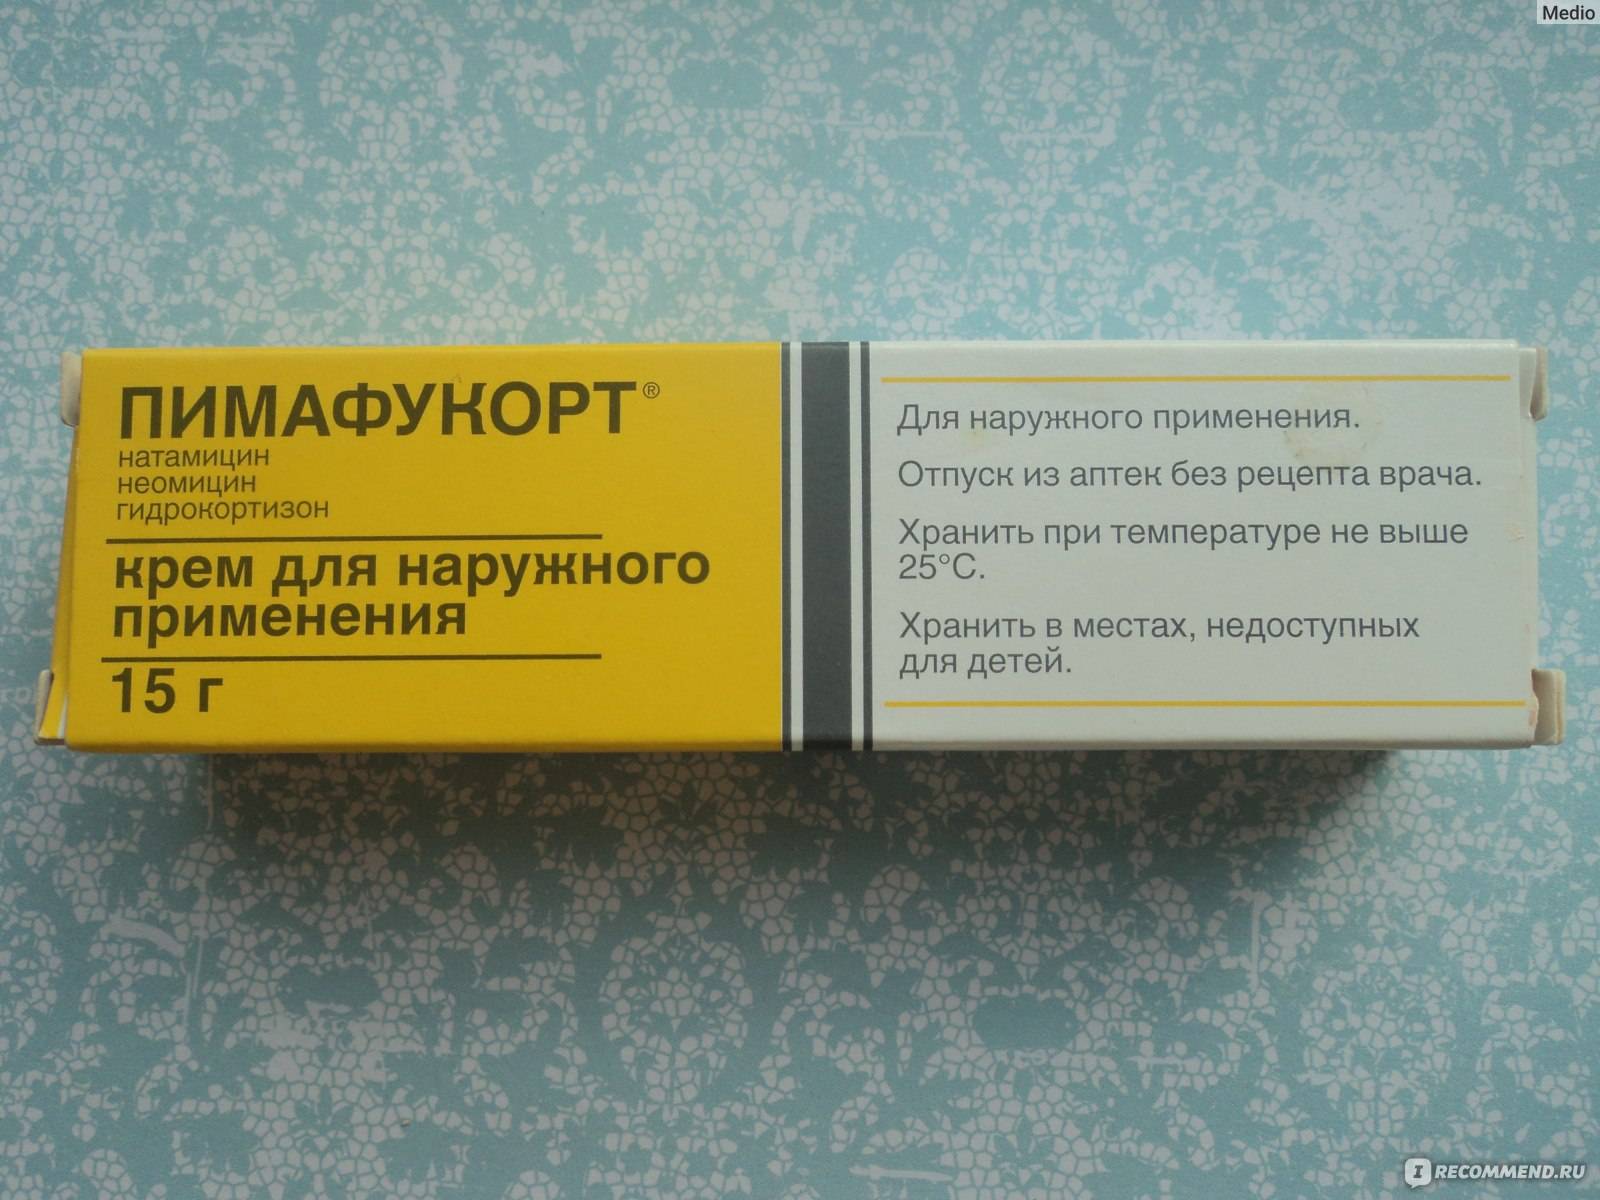 Medio
ПИМАФУКОРТ®
натамицин
неомицин
гидрокортизон
крем для наружного
применения
15 г
Для наружного применения.
Отпуск из аптек без рецепта врача.
Хранить при температуре не выше
25°C.
Хранить в местах, недоступных
для детей.
IRECOMMEND.RU